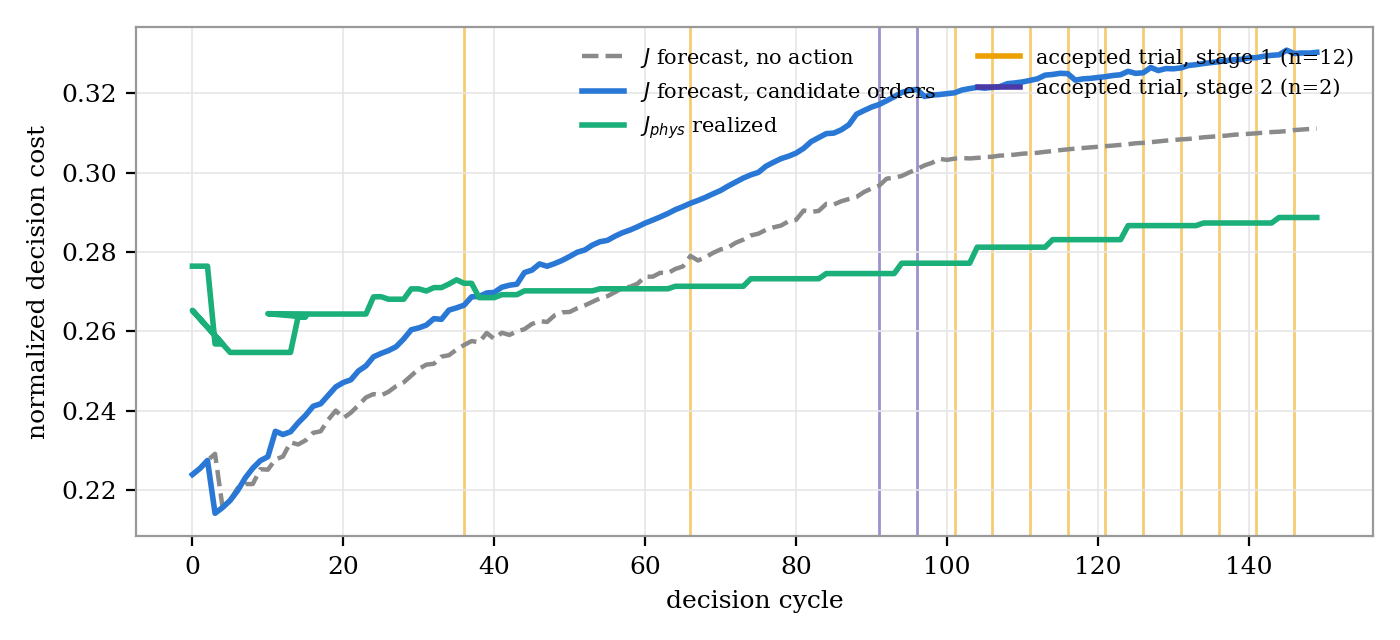 J forecast, no action
J forecast, candidate orders
J_phys realized
accepted trial, stage 1 (n=12)
accepted trial, stage 2 (n=2)
normalized decision cost
0.32
0.30
0.28
0.26
0.24
0.22
0 20 40 60 80 100 120 140
decision cycle